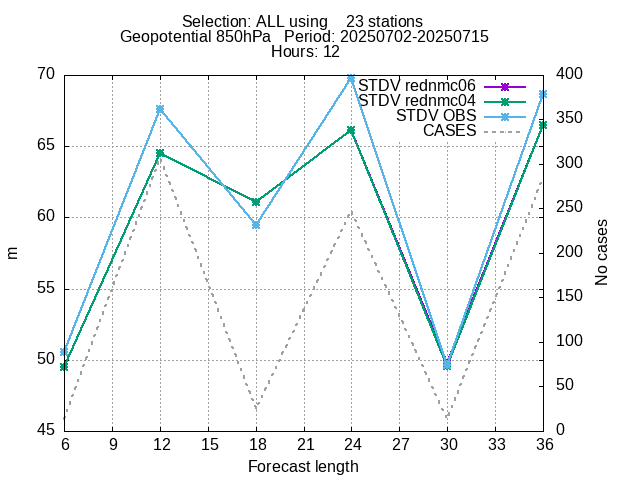 Selection: ALL using    23 stations
Geopotential 850hPa   Period: 20250702-20250715
Hours: 12
70
65
60
55
50
45
m
STDV rednmc06
STDV rednmc04
STDV OBS
CASES
400
350
300
250
200
150
100
50
0
No cases
6 9 12 15 18 21 24 27 30 33 36
Forecast length